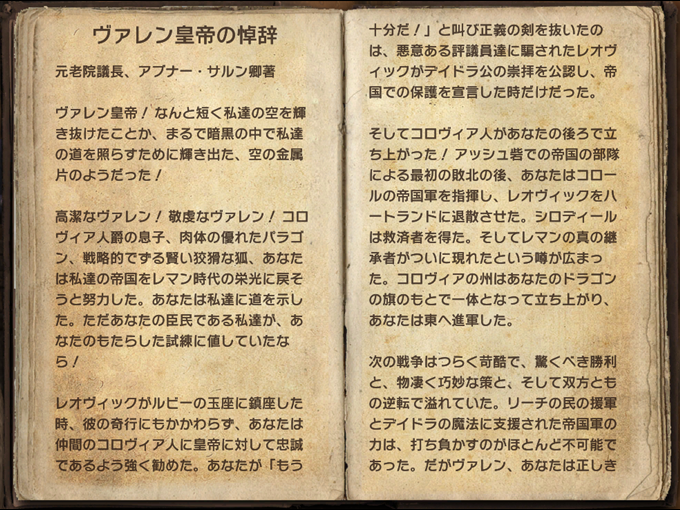 ヴァレン皇帝の悼辞
元老院議長、アブナー・サルン卿著
ヴァレン皇帝！ なんと短く私達の空を輝
き抜けたことか、まるで暗黒の中で私達
の道を照らすために輝き出た、空の金属
片のようだった！
高潔なヴァレン！ 敬虔なヴァレン！ コロ
ヴィア人爵の息子、肉体の優れたパラゴ
ン、戦略的でずる賢い狡猾な狐、あなた
は私達の帝国をレマン時代の栄光に戻そ
うと努力した。あなたは私達に道を示し
た。ただあなたの臣民である私達が、あ
なたのもたらした試練に値していたな
ら！
レオヴィックがルビーの玉座に鎮座した
時、彼の奇行にもかかわらず、あなたは
仲間のコロヴィア人に皇帝に対して忠誠
であるよう強く勧めた。あなたが「もう
十分だ！」と叫び正義の剣を抜いたの
は、悪意ある評議員達に騙されたレオヴ
ィックがデイドラ公の崇拝を公認し、帝
国での保護を宣言した時だけだった。
そしてコロヴィア人があなたの後ろで立
ち上がった！ アッシュ砦での帝国の部隊
による最初の敗北の後、あなたはコロー
ルの帝国軍を指揮し、レオヴィックをハ
ートランドに退散させた。シロディール
は救済者を得た。そしてレマンの真の継
承者がついに現れたという噂が広まっ
た。コロヴィアの州はあなたのドラゴン
の旗のもとで一体となって立ち上がり、
あなたは東へ進軍した。
次の戦争はつらく苛酷で、驚くべき勝利
と、物凄く巧妙な策と、そして双方とも
の逆転で溢れていた。リーチの民の援軍
とデイドラの魔法に支援された帝国軍の
力は、打ち負かすのがほとんど不可能で
あった。だがヴァレン、あなたは正しき